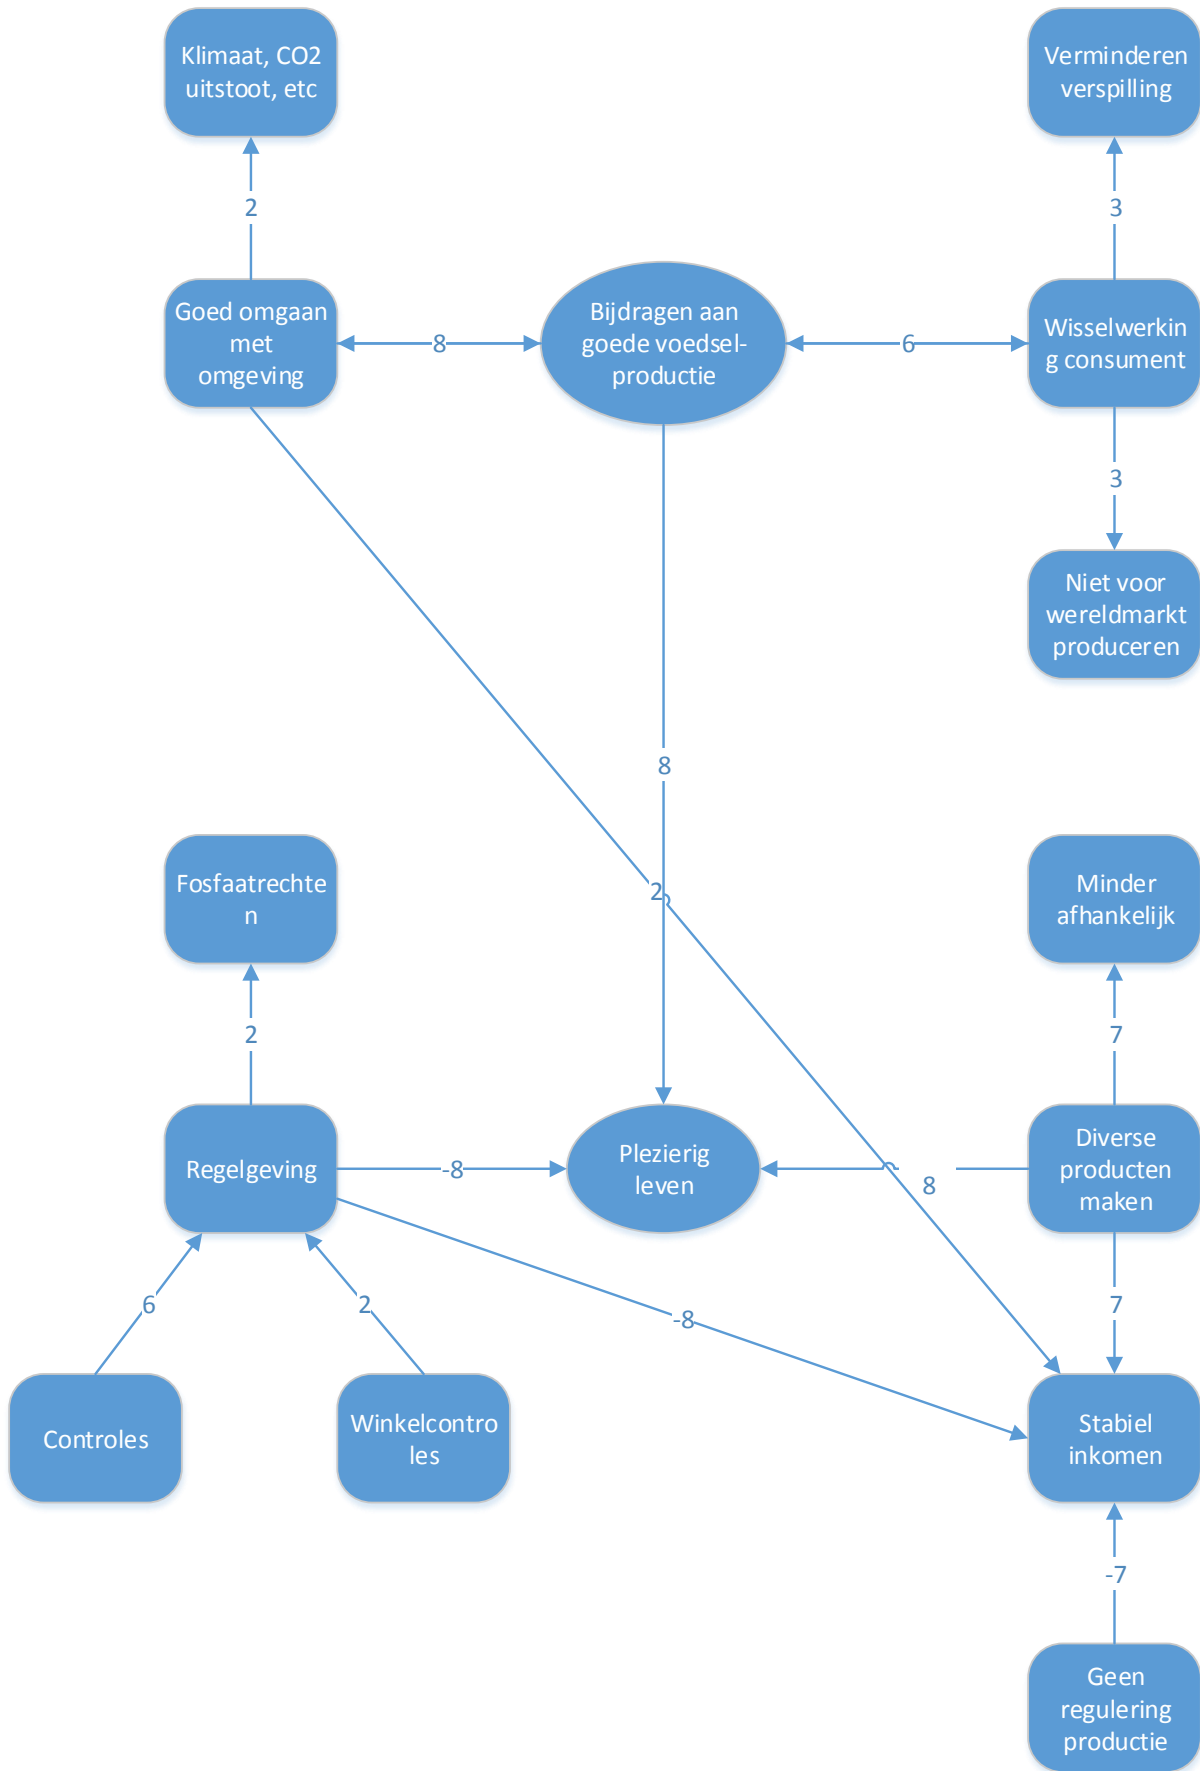 Klimaat, CO2
uitstoot, etc
Verminderen
verspilling
2
3
Goed omgaan
met
omgeving
8
Bijdragen aan
goede voedsel-
productie
6
Wisselwerkin
g consument
3
Niet voor
wereldmarkt
produceren
8
2
Fosfaatrechte
n
Minder
afhankelijk
2
7
Regelgeving
-8
Plezierig
leven
8
Diverse
producten
maken
6
2
-8
7
Controles
Winkelcontro
les
Stabiel
inkomen
-7
Geen
regulering
productie